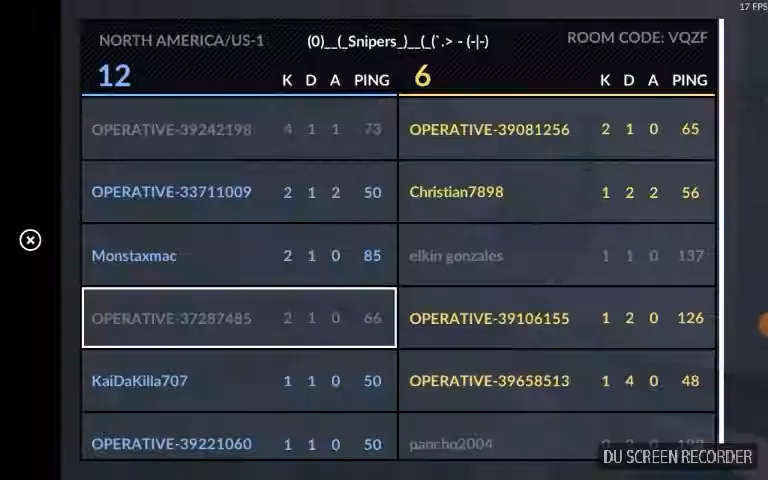 17 FPS
NORTH AMERICA/US-1 (0)__(_Snipers_)__(_(`.> - (-|-) ROOM CODE: VQZF
12 K D A PING 6 K D A PING
OPERATIVE-39242198 4 1 1 73 OPERATIVE-39081256 2 1 0 65
OPERATIVE-33711009 2 1 2 50 Christian7898 1 2 2 56
Monstaxmac 2 1 0 85 elkin gonzales 1 1 0 137
OPERATIVE-37287485 2 1 0 66 OPERATIVE-39106155 1 2 0 126
KaiDaKilla707 1 1 0 50 OPERATIVE-39658513 1 4 0 48
OPERATIVE-39221060 1 1 0 50 pancho2004
DU SCREEN RECORDER